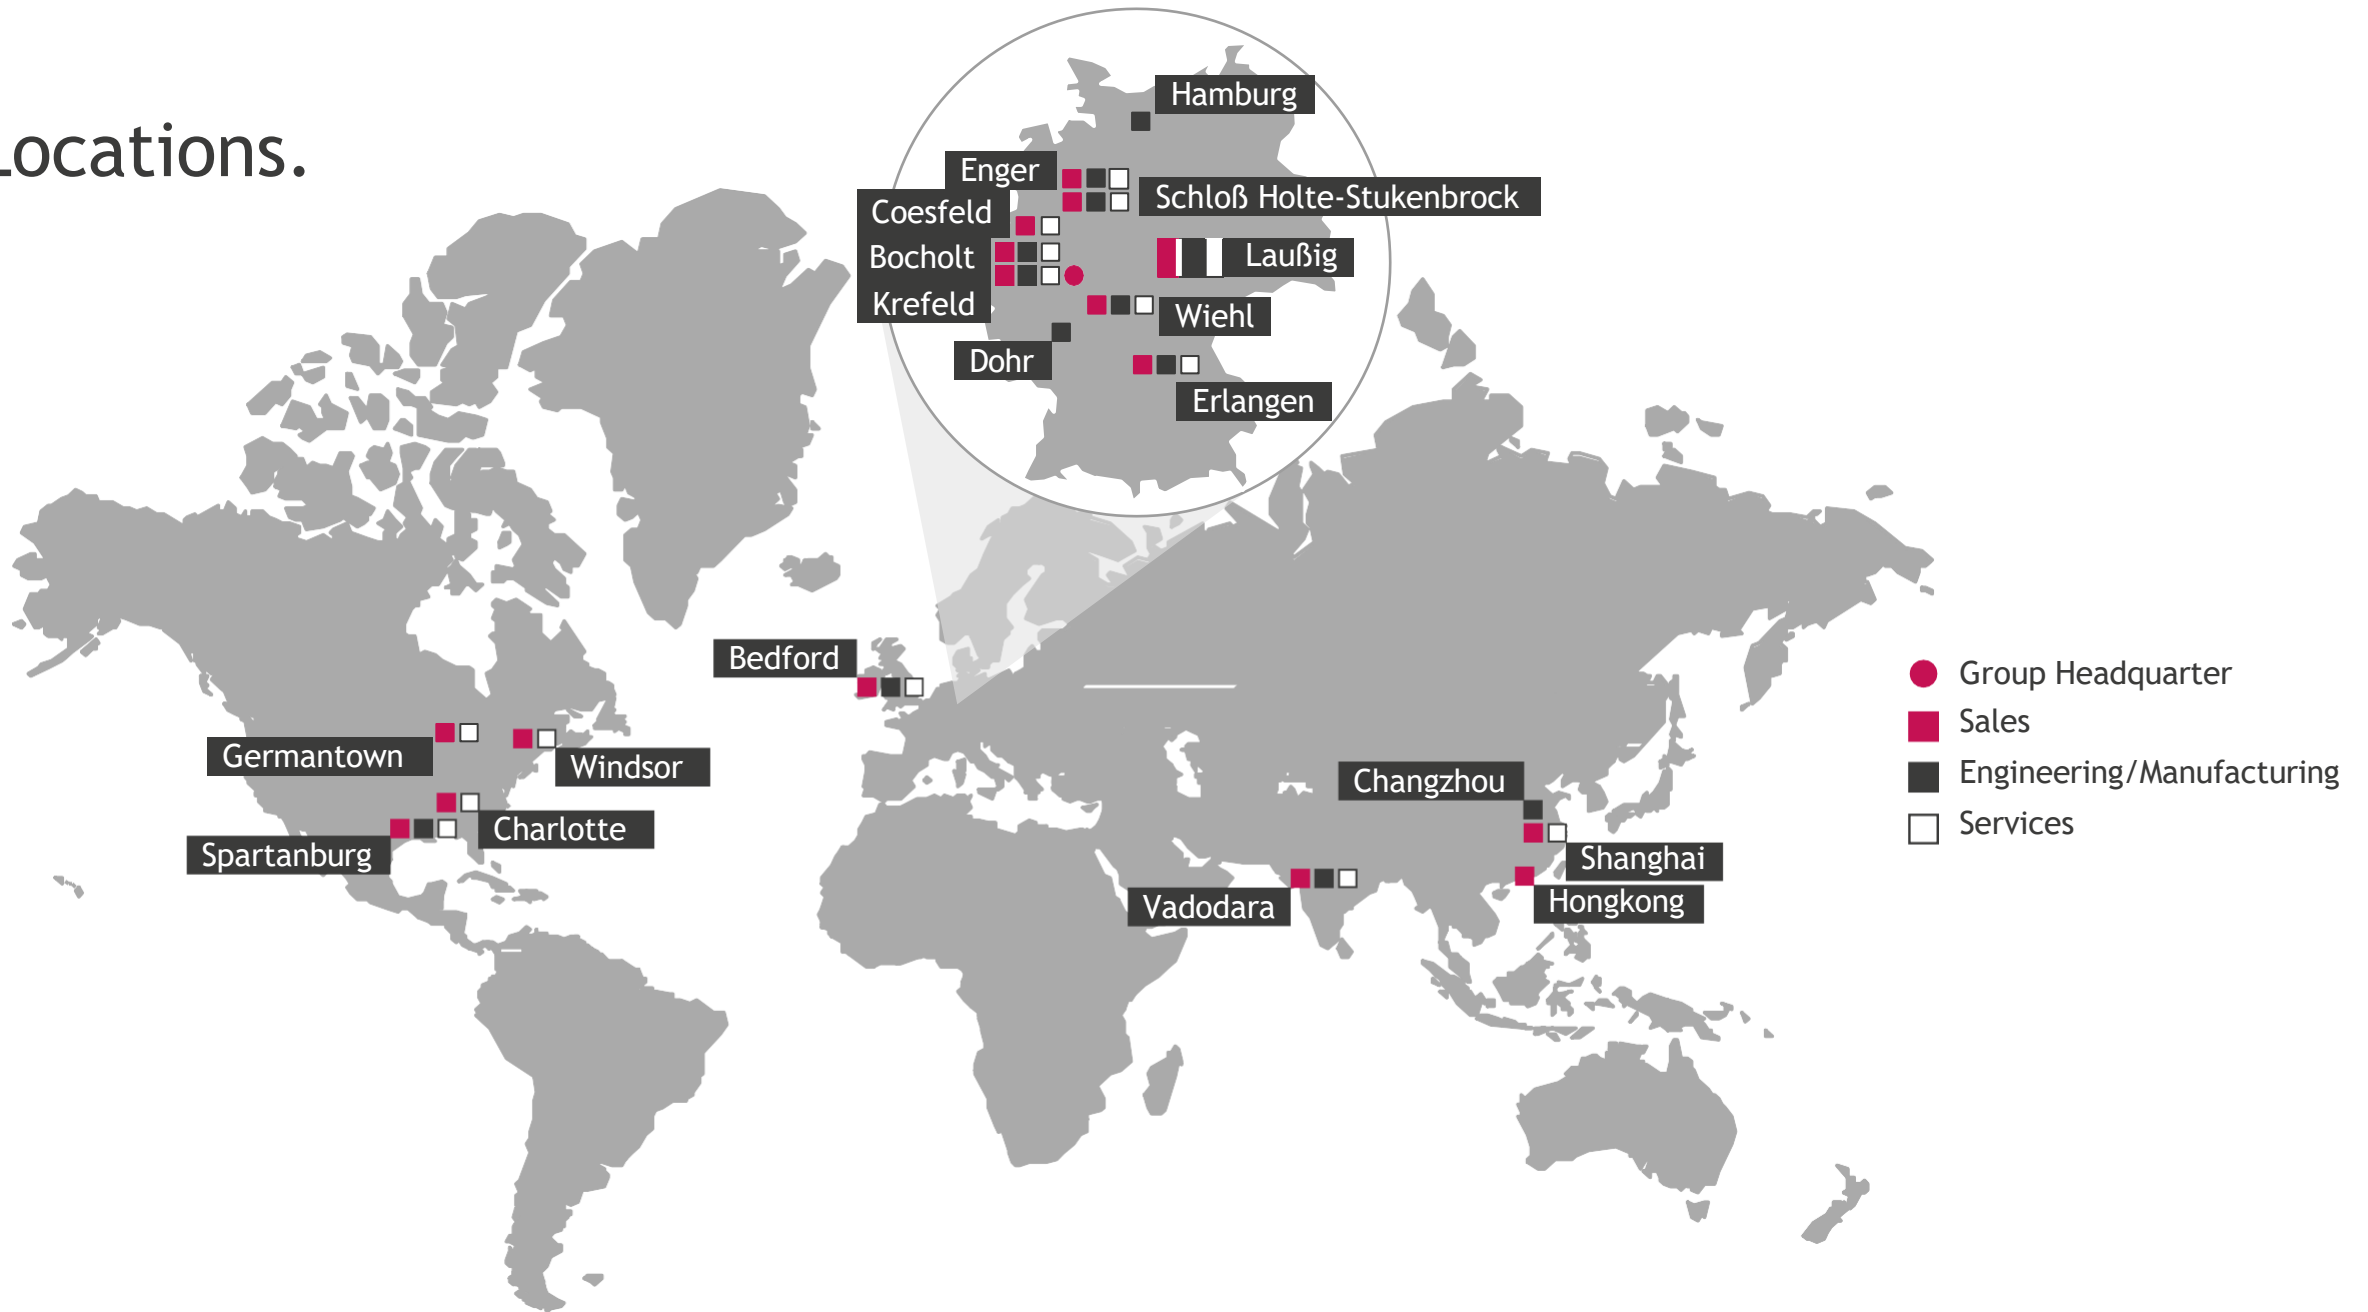 Locations.
Hamburg
Enger
Schloß Holte-Stukenbrock
Coesfeld
Bocholt
Laußig
Krefeld
Wiehl
Dohr
Erlangen
Bedford
Germantown
Windsor
Charlotte
Spartanburg
Changzhou
Shanghai
Hongkong
Vadodara
Group Headquarter
Sales
Engineering/Manufacturing
Services